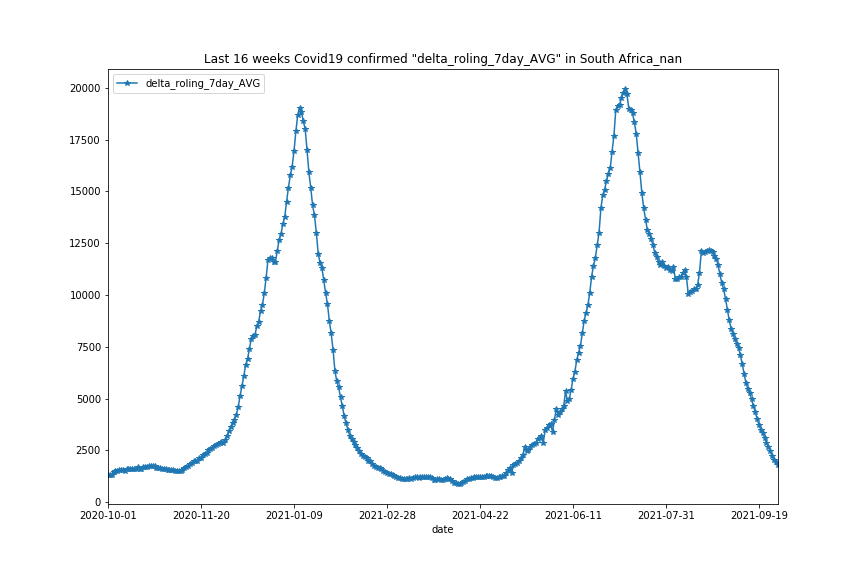 Last 16 weeks Covid19 confirmed "delta_roling_7day_AVG" in South Africa_nan
delta_roling_7day_AVG
20000
17500
15000
12500
10000
7500
5000
2500
0
2020-10-01 2020-11-20 2021-01-09 2021-02-28 2021-04-22 2021-06-11 2021-07-31 2021-09-19
date